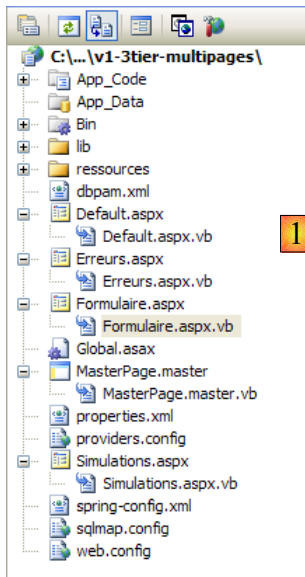 C:\...\v1-3tier-multipages\
App_Code
App_Data
Bin
lib
ressources
dbpam.xml
Default.aspx
Default.aspx.vb
1
Erreurs.aspx
Erreurs.aspx.vb
Formulaire.aspx
Formulaire.aspx.vb
Global.asax
MasterPage.master
MasterPage.master.vb
properties.xml
providers.config
Simulations.aspx
Simulations.aspx.vb
spring-config.xml
sqlmap.config
web.config